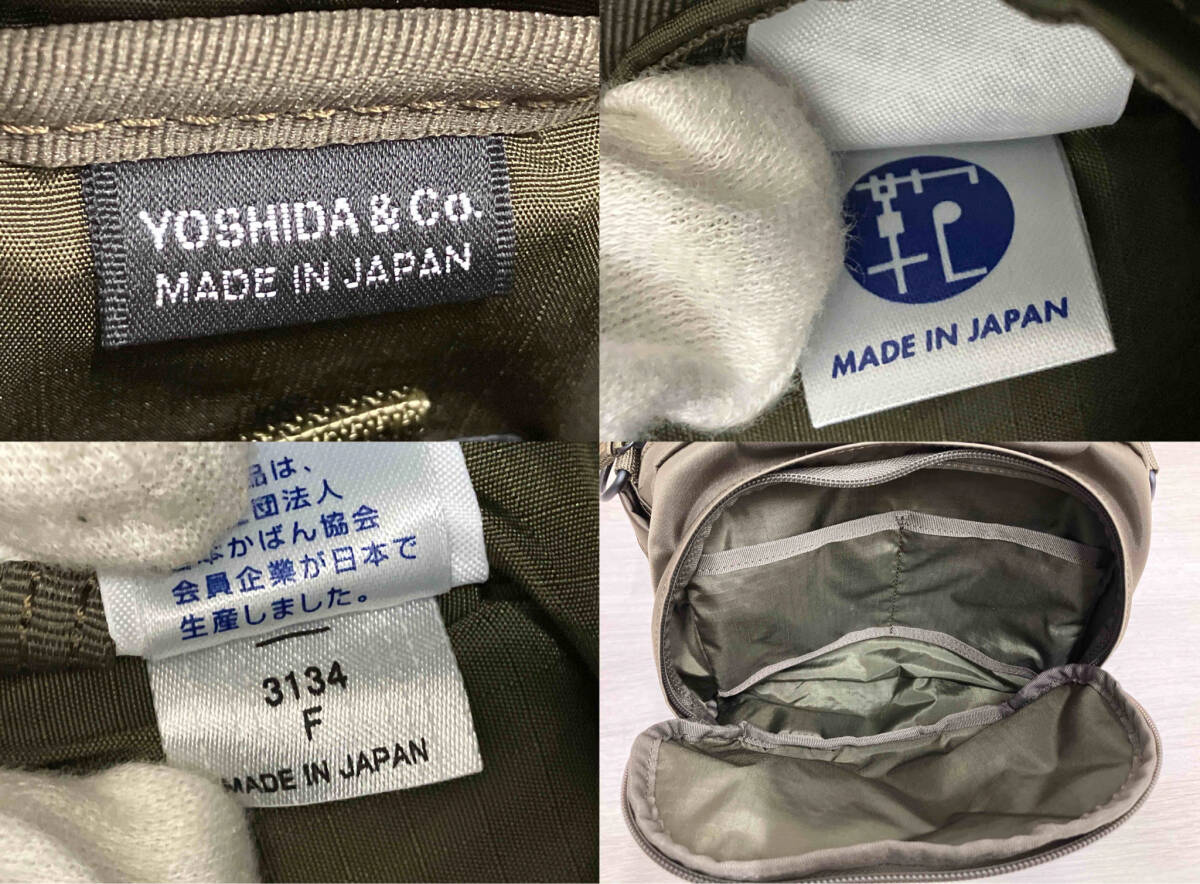 YOSHIDA & Co.
MADE IN JAPAN
MADE IN JAPAN
品は、
団法人
かばん協会
会員企業が日本で
生産しました。
3134
F
MADE IN JAPAN